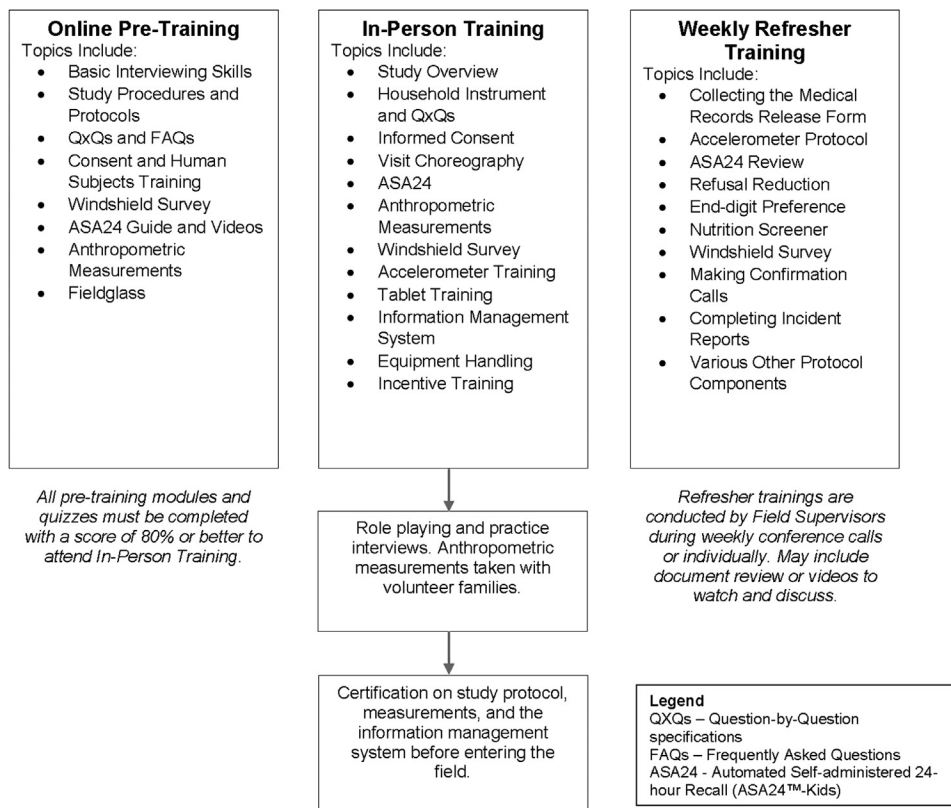 Online Pre-Training
Topics Include:
• Basic Interviewing Skills
• Study Procedures and
Protocols
• QxQs and FAQs
• Consent and Human
Subjects Training
• Windshield Survey
• ASA24 Guide and Videos
• Anthropometric
Measurements
• Fieldglass
All pre-training modules and
quizzes must be completed
with a score of 80% or better to
attend In-Person Training.
In-Person Training
Topics Include:
• Study Overview
• Household Instrument
and QxQs
• Informed Consent
• Visit Choreography
• ASA24
• Anthropometric
Measurements
• Windshield Survey
• Accelerometer Training
• Tablet Training
• Information Management
System
• Equipment Handling
• Incentive Training
Role playing and practice
interviews. Anthropometric
measurements taken with
volunteer families.
Certification on study protocol,
measurements, and the
information management
system before entering the
field.
Weekly Refresher
Training
Topics Include:
• Collecting the Medical
Records Release Form
• Accelerometer Protocol
• ASA24 Review
• Refusal Reduction
• End-digit Preference
• Nutrition Screener
• Windshield Survey
• Making Confirmation
Calls
• Completing Incident
Reports
• Various Other Protocol
Components
Refresher trainings are
conducted by Field Supervisors
during weekly conference calls
or individually. May include
document review or videos to
watch and discuss.
Legend
QXQs – Question-by-Question
specifications
FAQs – Frequently Asked Questions
ASA24 - Automated Self-administered 24-
hour Recall (ASA24™-Kids)